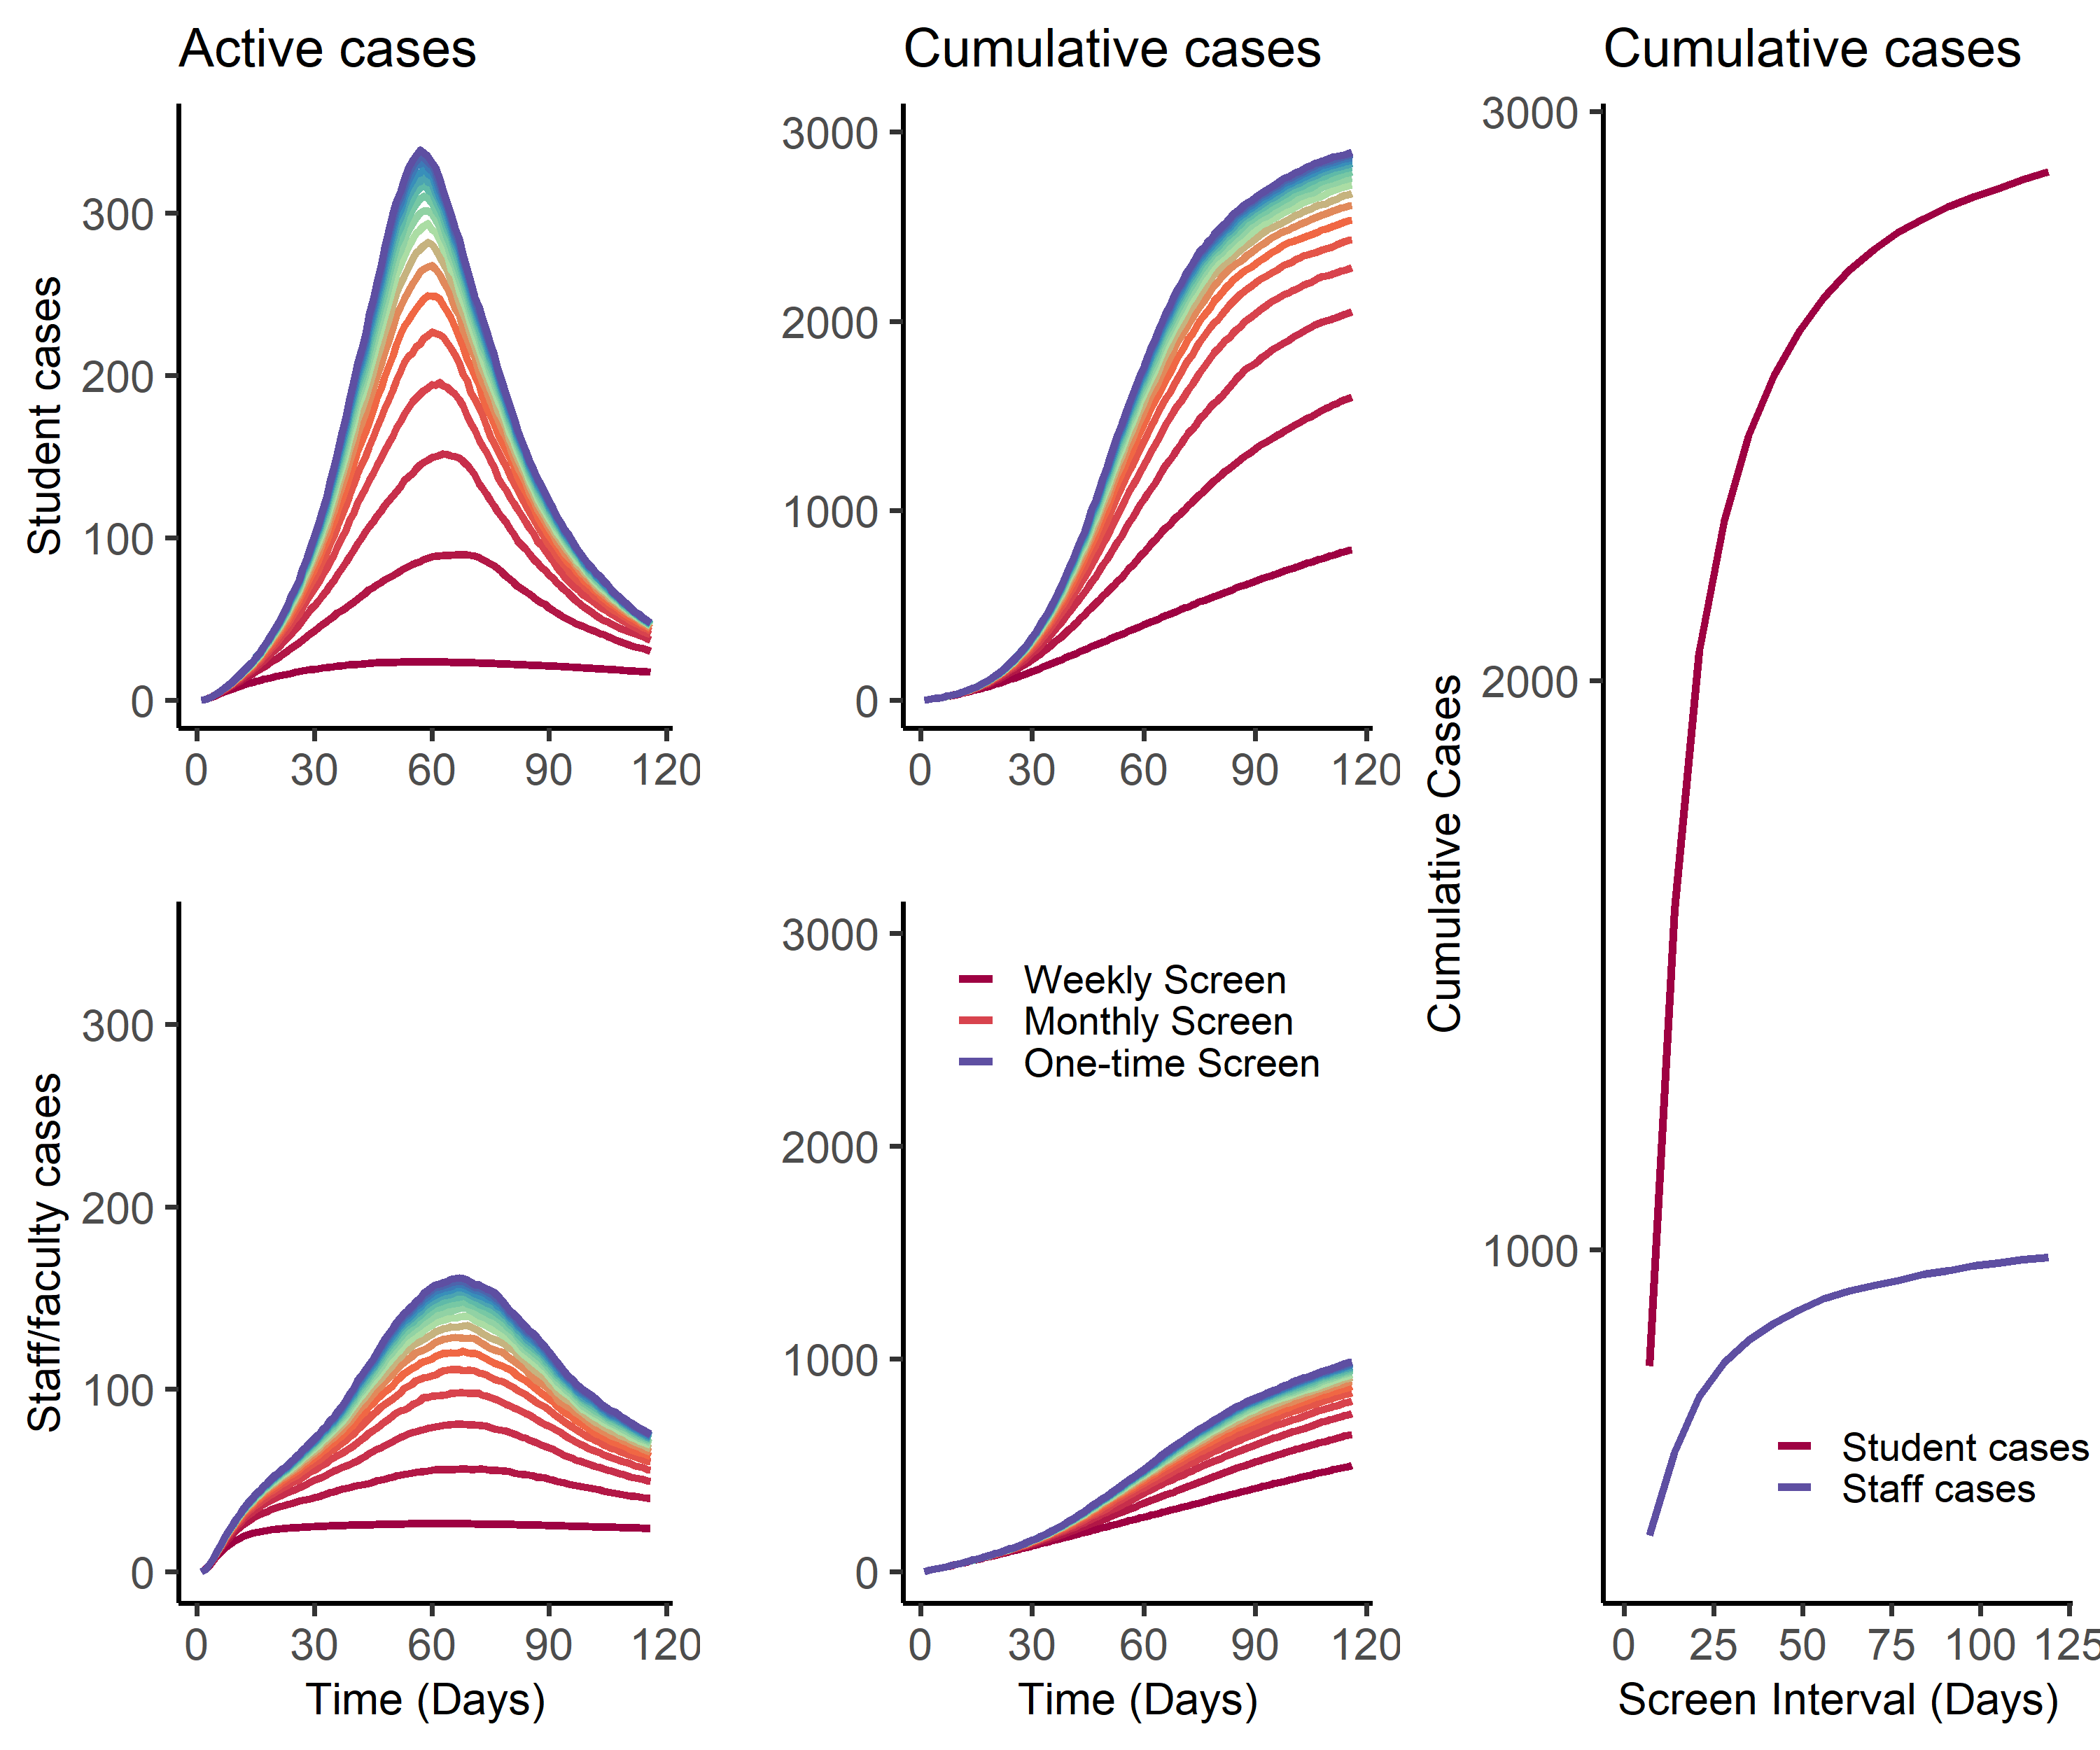 Active cases
Cumulative cases
Cumulative cases
Student cases
300
200
100
0
0 30 60 90 120
3000
2000
1000
0
0 30 60 90 120
Staff/faculty cases
300
200
100
0
0 30 60 90 120
Time (Days)
3000
2000
1000
0
Weekly Screen
Monthly Screen
One-time Screen
0 30 60 90 120
Time (Days)
Cumulative Cases
3000
2000
1000
Student cases
Staff cases
0 25 50 75 100 125
Screen Interval (Days)